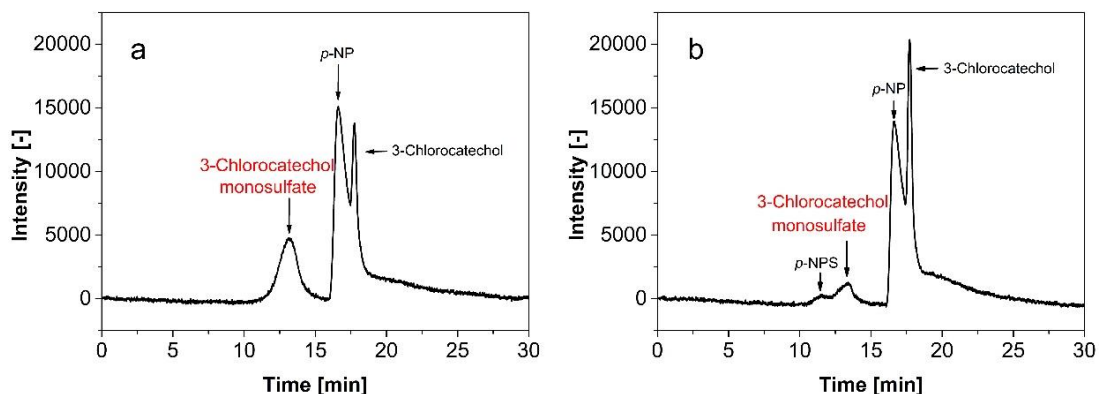 a
p-NP
3-Chlorocatechol
3-Chlorocatechol
monosulfate
Intensity [-]
20000
15000
10000
5000
0
0 5 10 15 20 25 30
Time [min]
b
p-NP
3-Chlorocatechol
3-Chlorocatechol
monosulfate
p-NPS
Intensity [-]
20000
15000
10000
5000
0
0 5 10 15 20 25 30
Time [min]